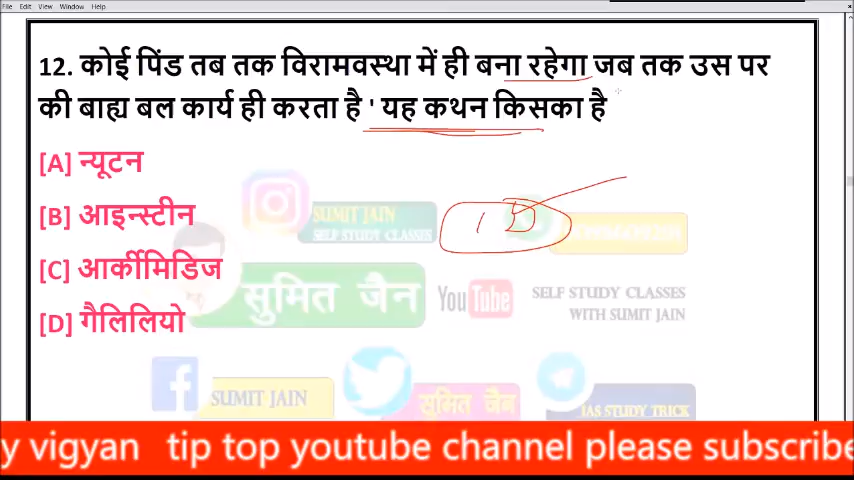 File Edit View Window Help
12. कोई पिंड तब तक विरामवस्था में ही बना रहेगा जब तक उस पर
की बाह्य बल कार्य ही करता है ' यह कथन किसका है
[A] न्यूटन
[B] आइन्स्टीन
[C] आर्कीमिडिज
[D] गैलिलियो
1 D
SUMIT JAIN
SELF STUDY CLASSES
सुमित जैन
YouTube
SELF STUDY CLASSES
WITH SUMIT JAIN
SUMIT JAIN
सुमित जैन
IAS STUDY TRICK
y vigyan tip top youtube channel please subscribe